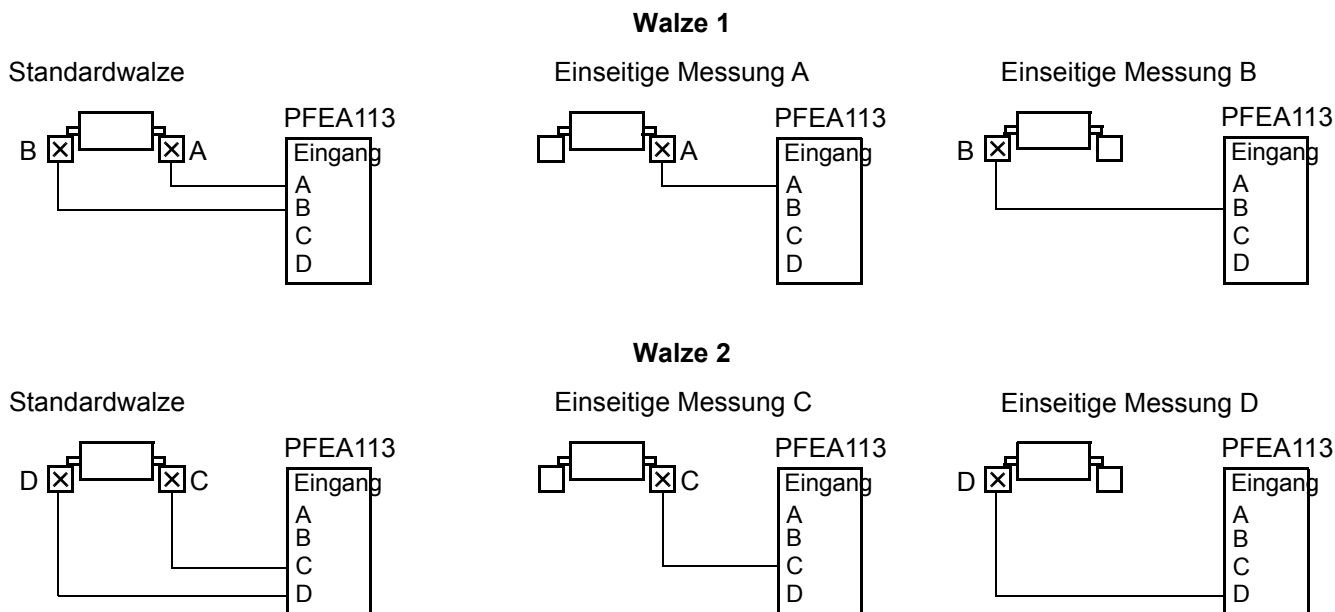 Walze 1
Standardwalze
B
A
PFEA113
Eingang
A
B
C
D
Einseitige Messung A
A
PFEA113
Eingang
A
B
C
D
Einseitige Messung B
B
PFEA113
Eingang
A
B
C
D
Walze 2
Standardwalze
D
C
PFEA113
Eingang
A
B
C
D
Einseitige Messung C
C
PFEA113
Eingang
A
B
C
D
Einseitige Messung D
D
PFEA113
Eingang
A
B
C
D